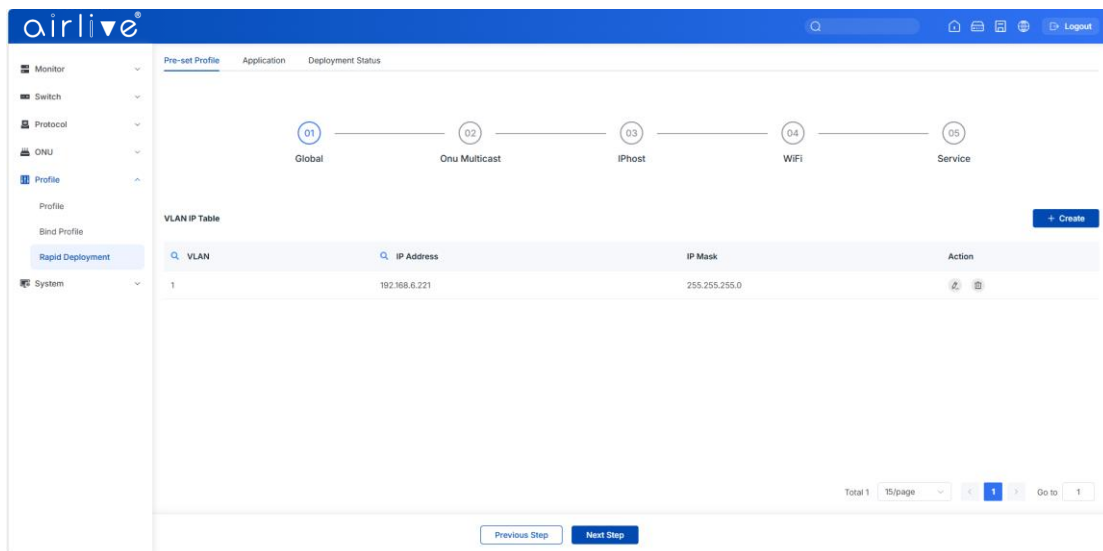 airlive®
Logout
Monitor
Switch
Protocol
ONU
Profile
Profile
Bind Profile
Rapid Deployment
System
Pre-set Profile Application Deployment Status
01 02 03 04 05
Global Onu Multicast IPhost WiFi Service
VLAN IP Table
+ Create
VLAN IP Address IP Mask Action
1 192.168.6.221 255.255.255.0
Total 1 15/page < 1 > Go to 1
Previous Step Next Step